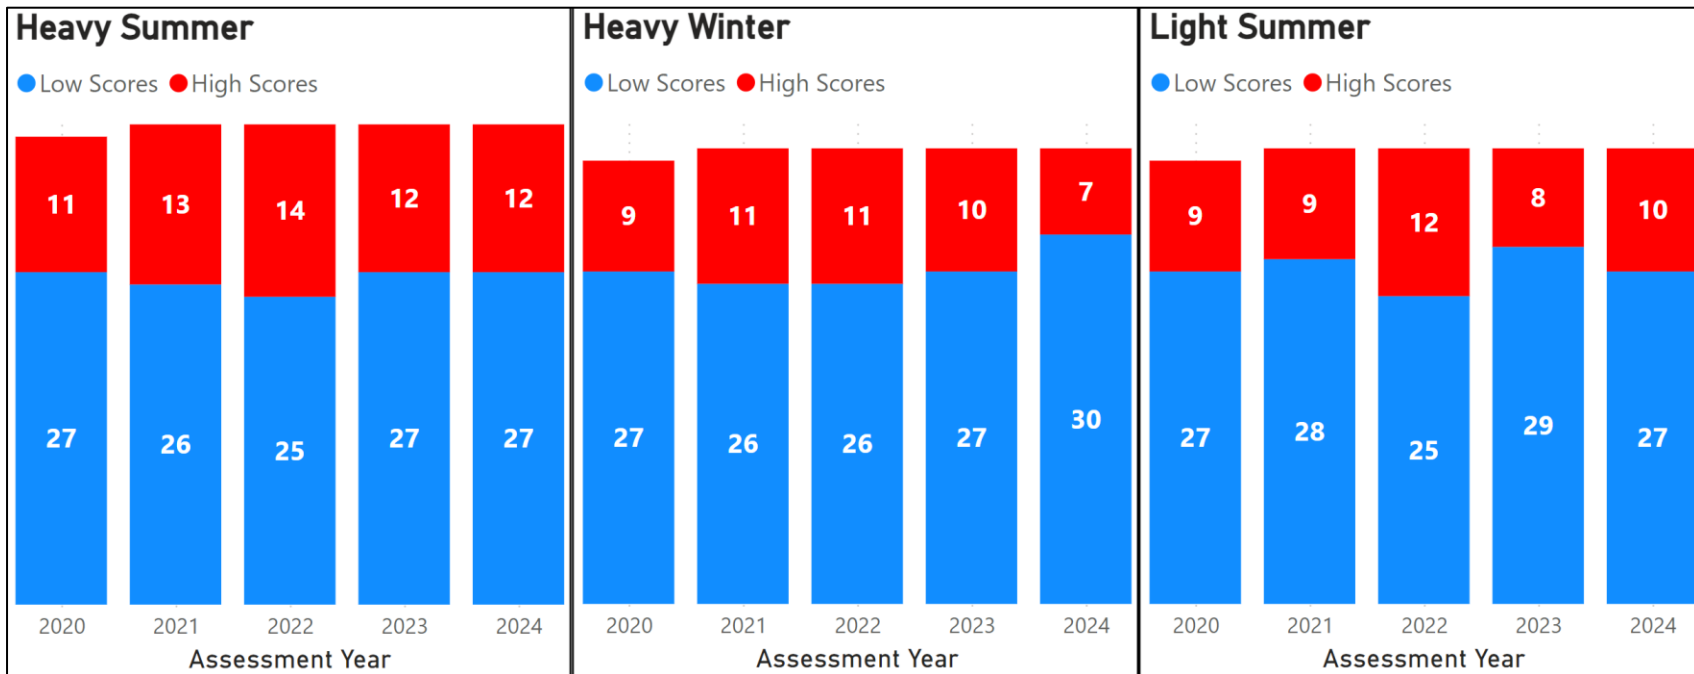 Heavy Summer
Low Scores High Scores
11 13 14 12 12
27 26 25 27 27
2020 2021 2022 2023 2024
Assessment Year
Heavy Winter
Low Scores High Scores
9 11 11 10 7
27 26 26 27 30
2020 2021 2022 2023 2024
Assessment Year
Light Summer
Low Scores High Scores
9 9 12 8 10
27 28 25 29 27
2020 2021 2022 2023 2024
Assessment Year